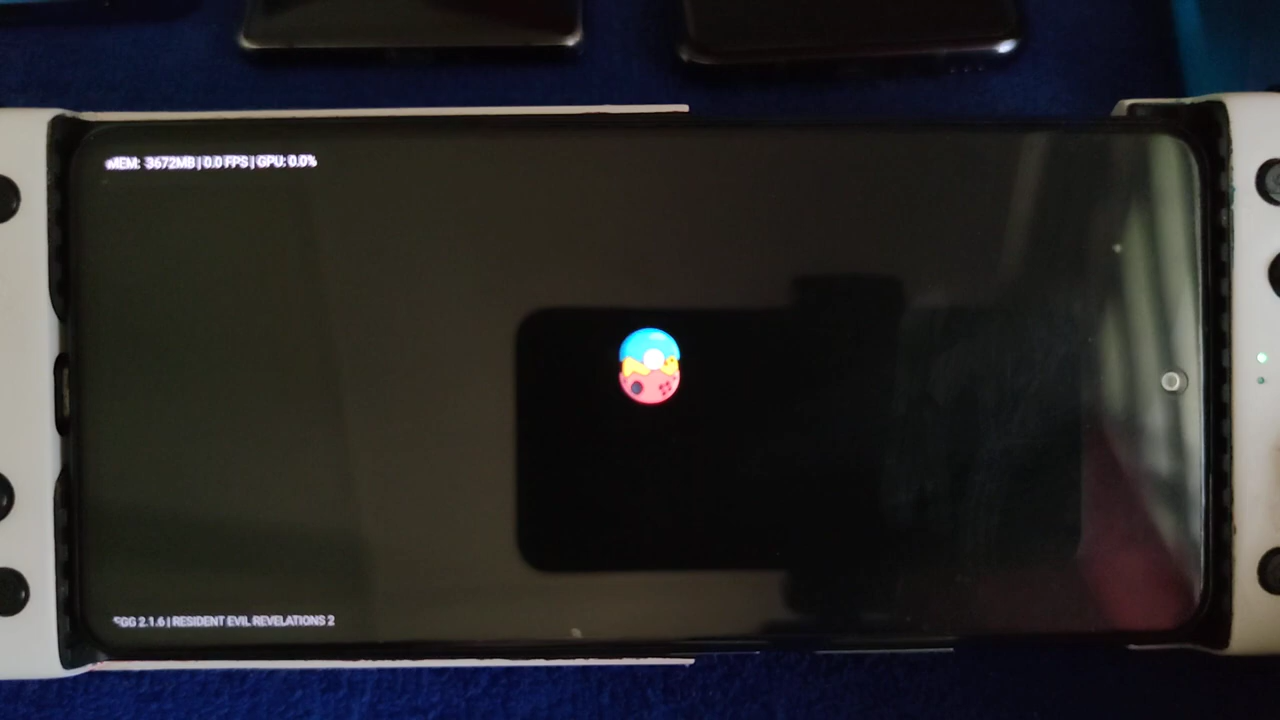 MEM: 3672MB | 0.0 FPS | GPU: 0.0%
EGG 2.1.6 | RESIDENT EVIL REVELATIONS 2